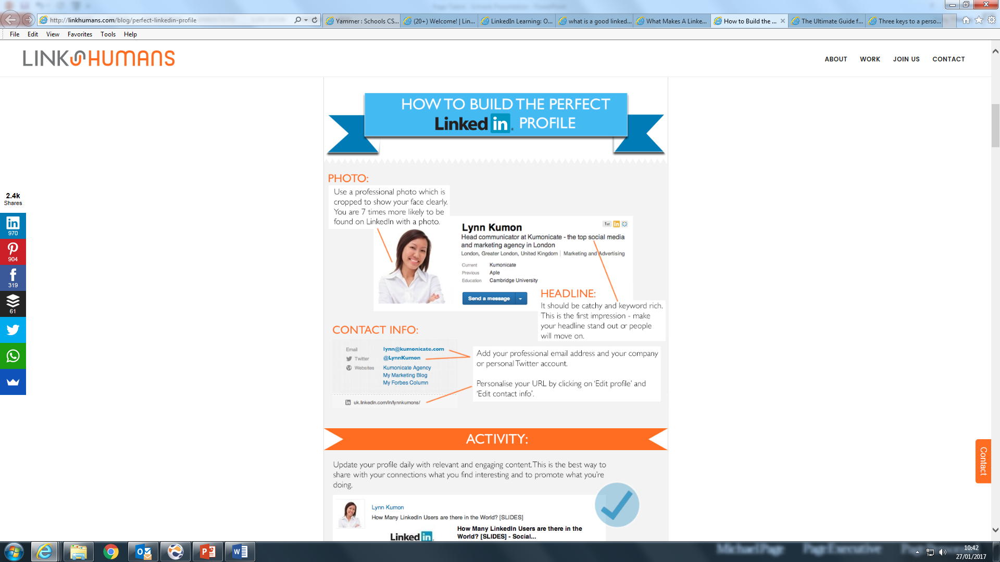 http://linkhumans.com/blog/perfect-linkedin-profile
Yammer : Schools CS...
(20+) Welcome! | Lin...
LinkedIn Learning: O...
what is a good linked...
What Makes A Linke...
How to Build the ...
The Ultimate Guide f...
Three keys to a perso...
File Edit View Favorites Tools Help
LINK HUMANS
ABOUT WORK JOIN US CONTACT
HOW TO BUILD THE PERFECT
Linked in. PROFILE
PHOTO:
Use a professional photo which is
cropped to show your face clearly.
You are 7 times more likely to be
found on LinkedIn with a photo.
Lynn Kumon
1st in
Head communicator at Kumonicate - the top social media
and marketing agency in London
London, Greater London, United Kingdom | Marketing and Advertising
Current Kumonicate
Previous Aple
Education Cambridge University
Send a message
HEADLINE:
It should be catchy and keyword rich.
This is the first impression - make
your headline stand out or people
will move on.
CONTACT INFO:
Email lynn@kumonicate.com
Twitter @LynnKumon
Websites Kumonicate Agency
My Marketing Blog
My Forbes Column
in uk.linkedin.com/in/lynnkumons/
Add your professional email address and your company
or personal Twitter account.
Personalise your URL by clicking on ‘Edit profile’ and
‘Edit contact info’.
ACTIVITY:
Update your profile daily with relevant and engaging content. This is the best way to
share with your connections what you find interesting and to promote what you’re
doing.
Lynn Kumon
How Many LinkedIn Users are there in the World? [SLIDES]
Linked in
How Many LinkedIn Users are there in the
World? [SLIDES] - Social...
2.4k
Shares
in
970
904
f
319
61
Contact
Michael Page
PageExecutive
10:42
27/01/2017